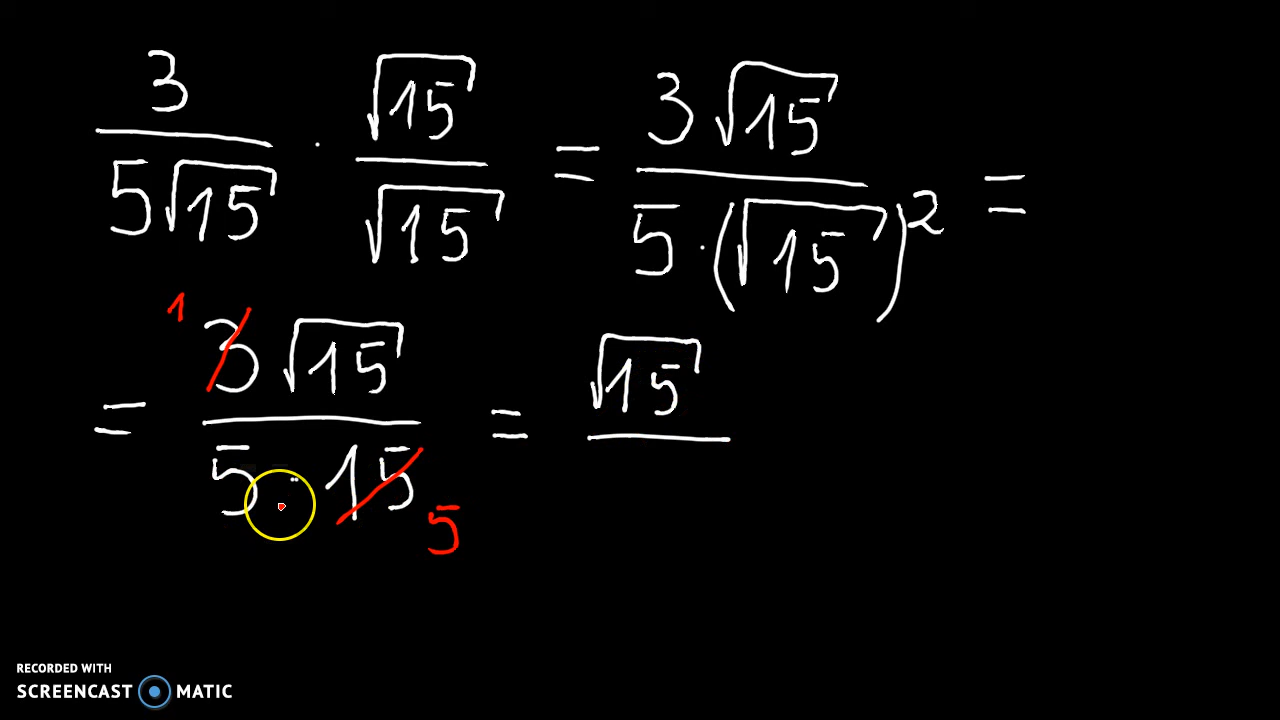 3/(5√15) · √15/√15 = 3√15/(5·(√15)²) =
= 1 3√15/(5·15) 5 = √15/
RECORDED WITH
SCREENCAST MATIC